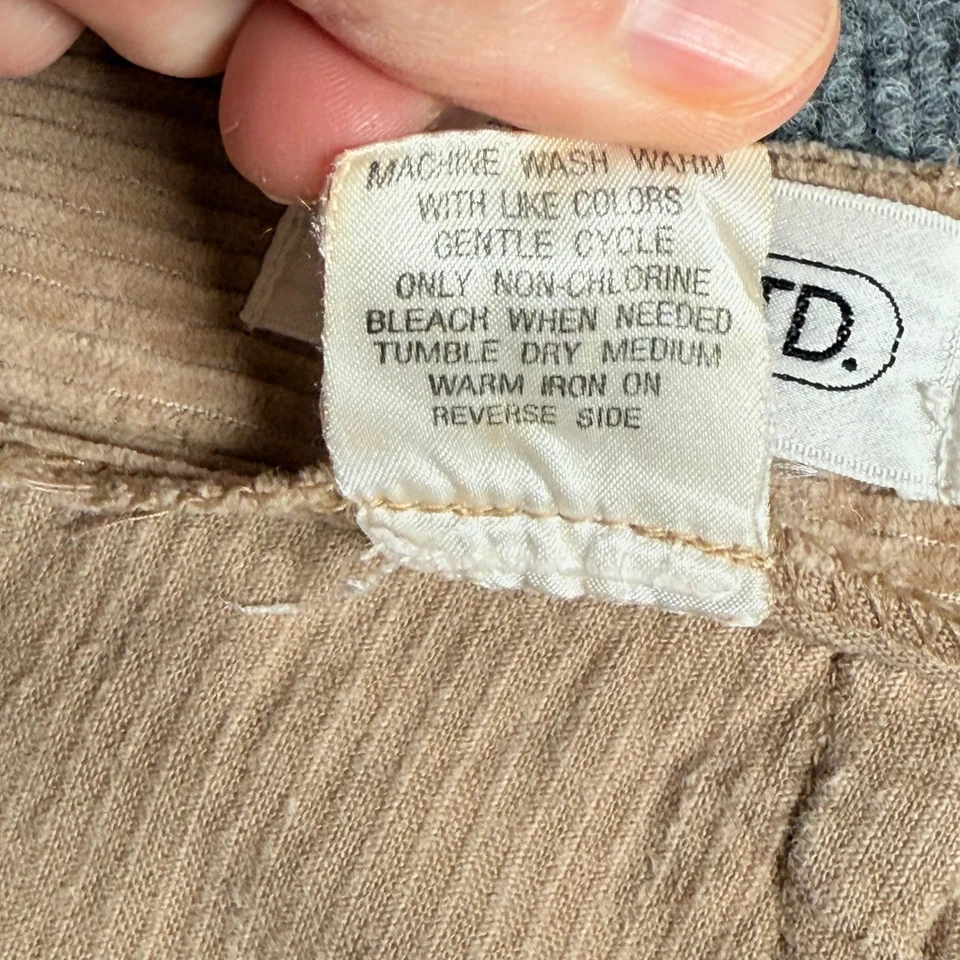 MACHINE WASH WARM
WITH LIKE COLORS
GENTLE CYCLE
ONLY NON-CHLORINE
BLEACH WHEN NEEDED
TUMBLE DRY MEDIUM
WARM IRON ON
REVERSE SIDE
TD.